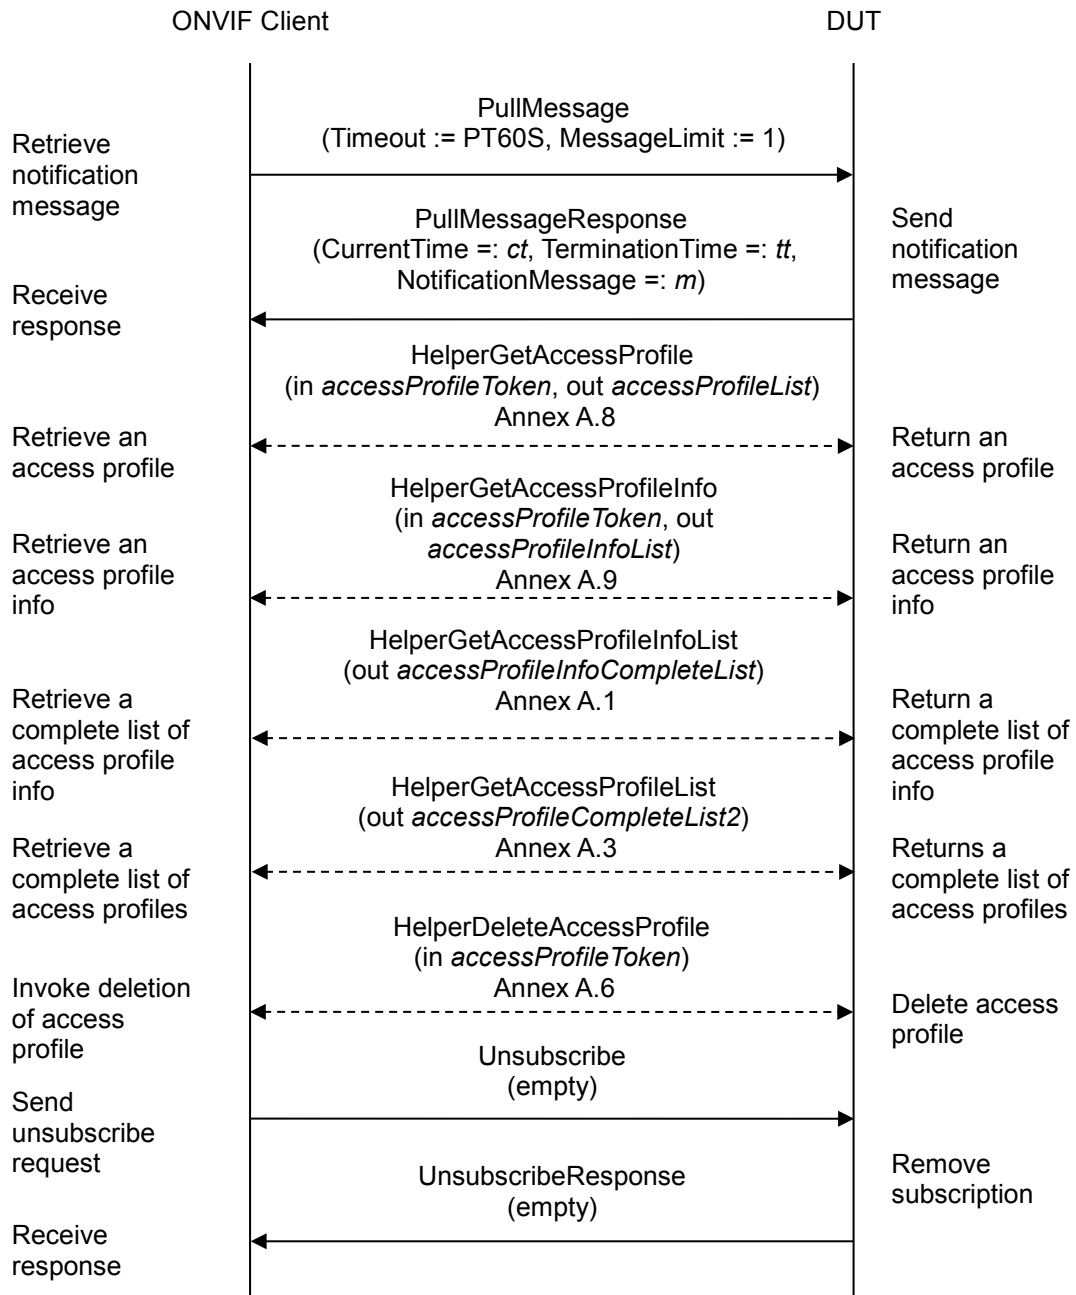 ONVIF Client
DUT
PullMessage
(Timeout := PT60S, MessageLimit := 1)
Retrieve
notification
message
PullMessageResponse
(CurrentTime =: ct, TerminationTime =: tt,
NotificationMessage =: m)
Send
notification
message
Receive
response
HelperGetAccessProfile
(in accessProfileToken, out accessProfileList)
Annex A.8
Retrieve an
access profile
Return an
access profile
HelperGetAccessProfileInfo
(in accessProfileToken, out
accessProfileInfoList)
Annex A.9
Retrieve an
access profile
info
Return an
access profile
info
HelperGetAccessProfileInfoList
(out accessProfileInfoCompleteList)
Annex A.1
Retrieve a
complete list of
access profile
info
Return a
complete list of
access profile
info
HelperGetAccessProfileList
(out accessProfileCompleteList2)
Annex A.3
Retrieve a
complete list of
access profiles
Returns a
complete list of
access profiles
HelperDeleteAccessProfile
(in accessProfileToken)
Annex A.6
Invoke deletion
of access
profile
Delete access
profile
Unsubscribe
(empty)
Send
unsubscribe
request
UnsubscribeResponse
(empty)
Remove
subscription
Receive
response